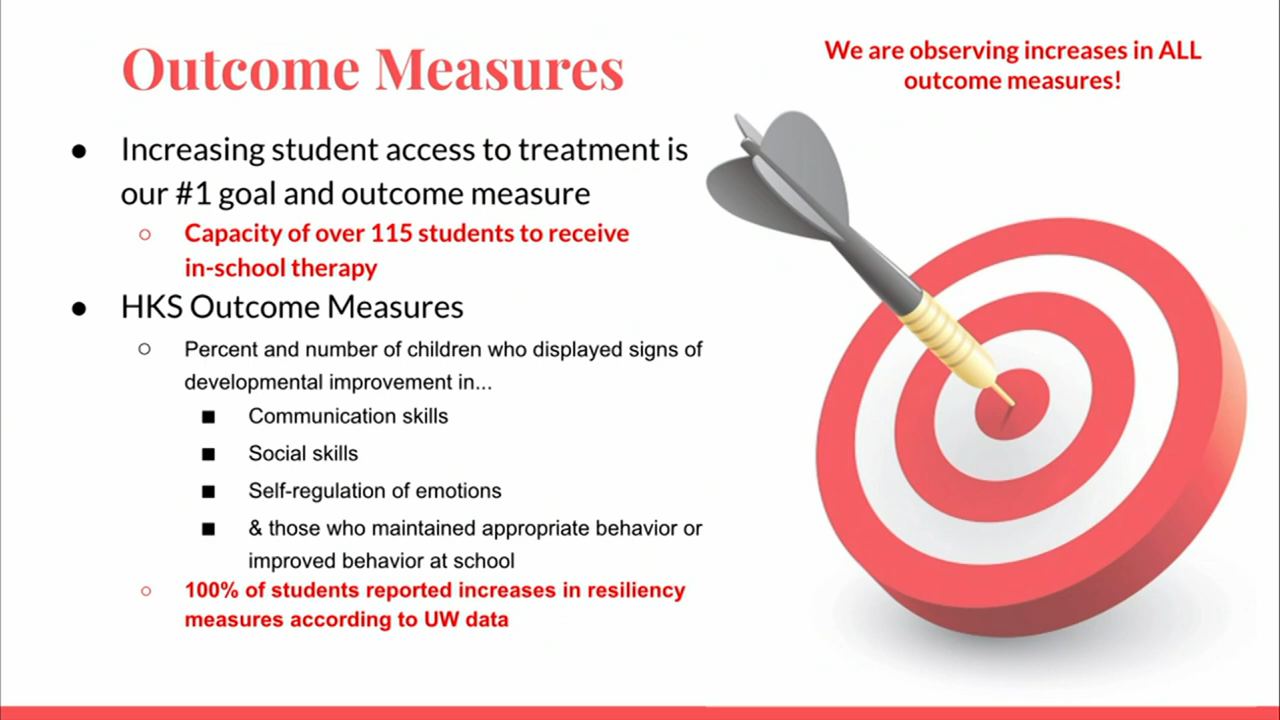 Outcome Measures
We are observing increases in ALL
outcome measures!
● Increasing student access to treatment is
our #1 goal and outcome measure
○ Capacity of over 115 students to receive
in-school therapy
● HKS Outcome Measures
○ Percent and number of children who displayed signs of
developmental improvement in...
■ Communication skills
■ Social skills
■ Self-regulation of emotions
■ & those who maintained appropriate behavior or
improved behavior at school
○ 100% of students reported increases in resiliency
measures according to UW data